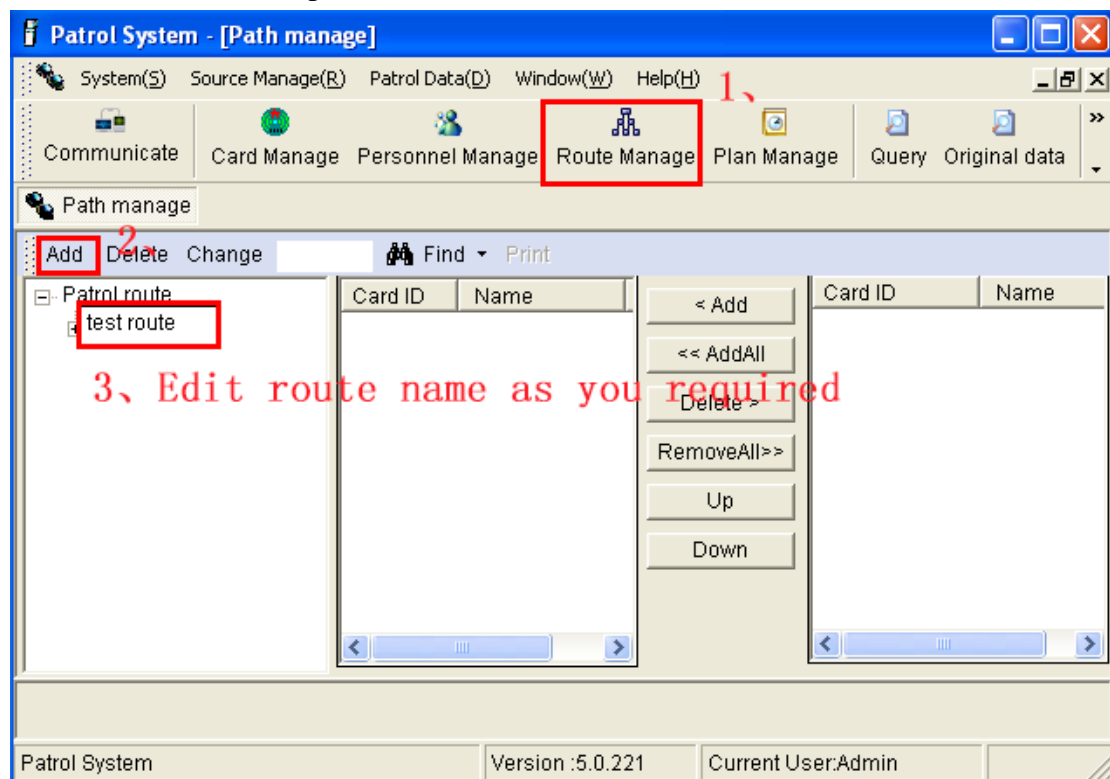 Patrol System - [Path manage]
System(S) Source Manage(R) Patrol Data(D) Window(W) Help(H)
1、
Communicate Card Manage Personnel Manage Route Manage Plan Manage Query Original data
Path manage
2、
Add Delete Change Find Print
Patrol route
test route
Card ID Name
< Add
<< AddAll
Delete >
RemoveAll>>
Up
Down
Card ID Name
3、Edit route name as you required
Patrol System Version :5.0.221 Current User:Admin